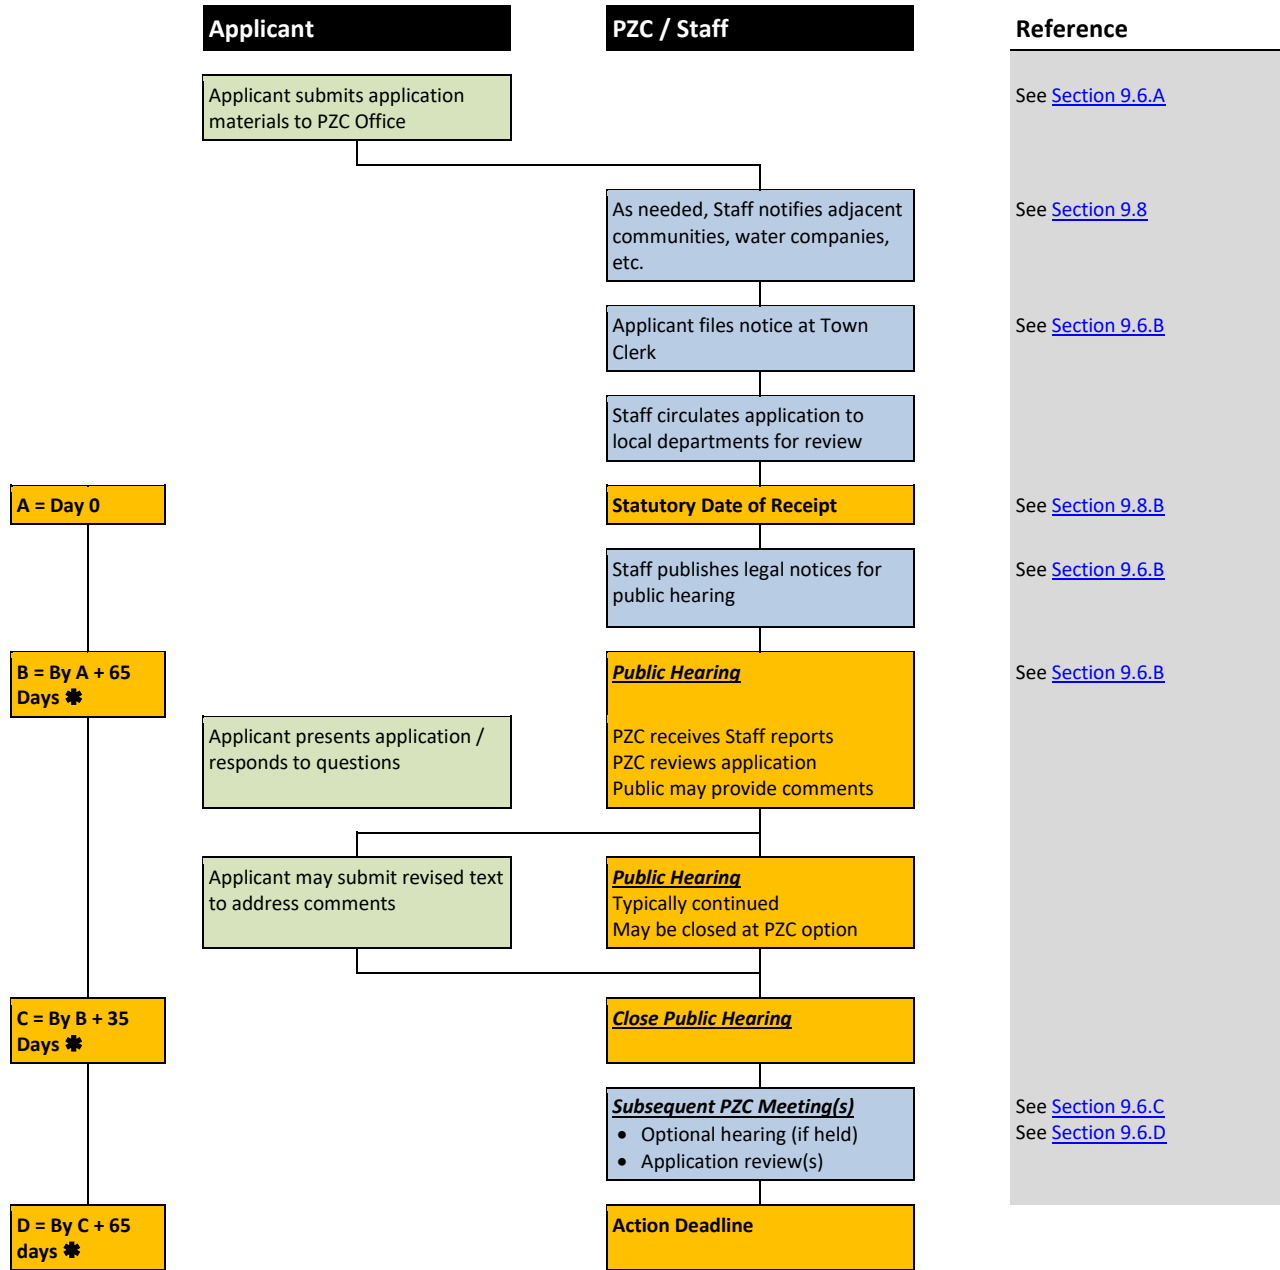 Applicant
PZC / Staff
Reference
Applicant submits application
materials to PZC Office
See Section 9.6.A
As needed, Staff notifies adjacent
communities, water companies,
etc.
See Section 9.8
Applicant files notice at Town
Clerk
See Section 9.6.B
Staff circulates application to
local departments for review
A = Day 0
Statutory Date of Receipt
See Section 9.8.B
Staff publishes legal notices for
public hearing
See Section 9.6.B
B = By A + 65
Days ✱
Public Hearing
See Section 9.6.B
Applicant presents application /
responds to questions
PZC receives Staff reports
PZC reviews application
Public may provide comments
Applicant may submit revised text
to address comments
Public Hearing
Typically continued
May be closed at PZC option
C = By B + 35
Days ✱
Close Public Hearing
Subsequent PZC Meeting(s)
• Optional hearing (if held)
• Application review(s)
See Section 9.6.C
See Section 9.6.D
D = By C + 65
days ✱
Action Deadline